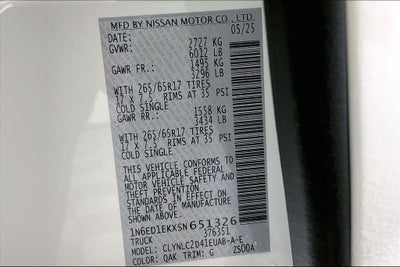 MFD BY NISSAN MOTOR CO., LTD.
DATE: 05/25
GVWR: 2727 KG
6012 LB
GAWR FR.: 1495 KG
3296 LB
WITH 265/65R17 TIRES
17 X 7.5 RIMS AT 35 PSI
COLD SINGLE
GAWR RR.: 1558 KG
3434 LB
WITH 265/65R17 TIRES
17 X 7.5 RIMS AT 35 PSI
COLD SINGLE
THIS VEHICLE CONFORMS TO
ALL APPLICABLE FEDERAL
MOTOR VEHICLE SAFETY AND
THEFT PREVENTION
STANDARDS IN EFFECT ON
THE DATE OF MANUFACTURE
SHOWN ABOVE.
1N6ED1EKXSN651326
TRUCK 376351
MODEL: CLYNLC2D41EUAB-A-E
COLOR: QAK TRIM: G ZS00A